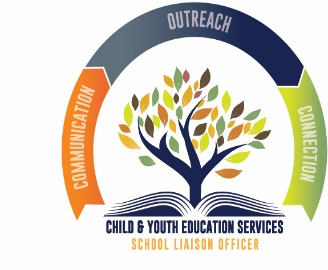 OUTREACH
COMMUNICATION
CONNECTION
CHILD & YOUTH EDUCATION SERVICES
SCHOOL LIAISON OFFICER